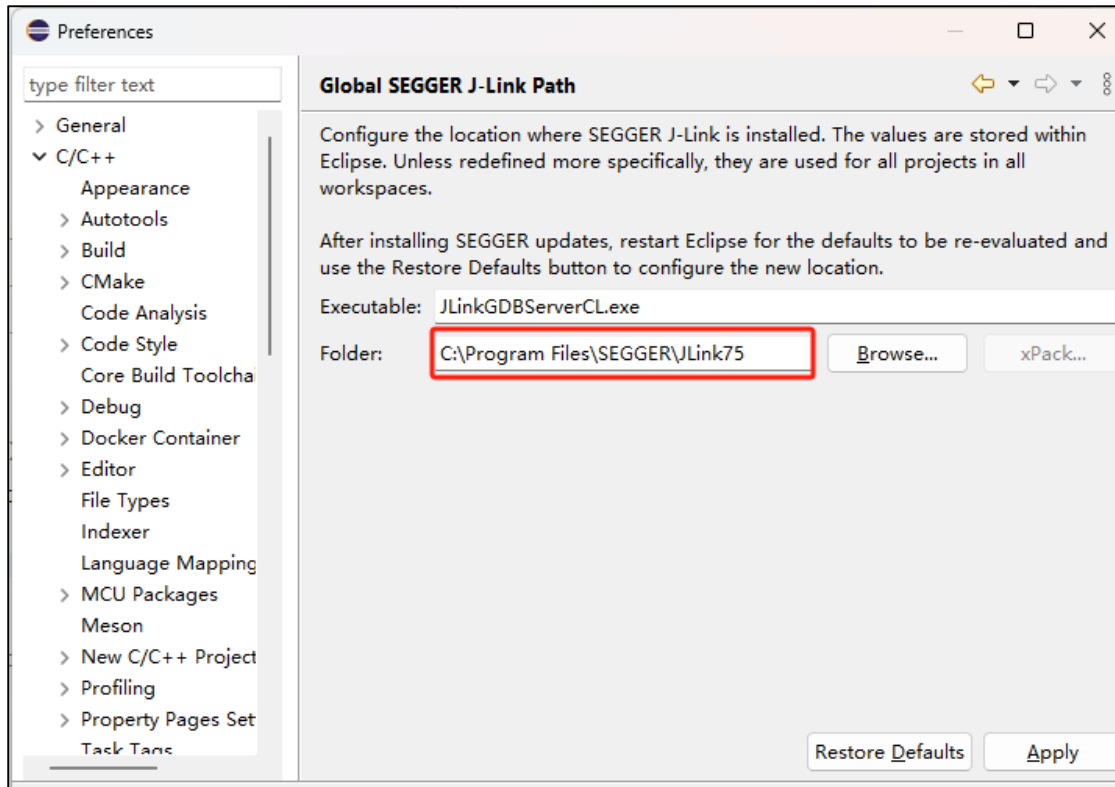 Preferences
type filter text
General
C/C++
Appearance
Autotools
Build
CMake
Code Analysis
Code Style
Core Build Toolchai
Debug
Docker Container
Editor
File Types
Indexer
Language Mapping
MCU Packages
Meson
New C/C++ Project
Profiling
Property Pages Set
Task Tags
Global SEGGER J-Link Path
Configure the location where SEGGER J-Link is installed. The values are stored within
Eclipse. Unless redefined more specifically, they are used for all projects in all
workspaces.
After installing SEGGER updates, restart Eclipse for the defaults to be re-evaluated and
use the Restore Defaults button to configure the new location.
Executable: JLinkGDBServerCL.exe
Folder: C:\Program Files\SEGGER\JLink75 Browse... xPack...
Restore Defaults Apply